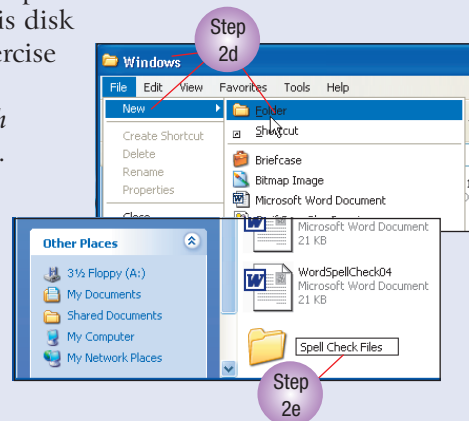 is disk
ercise
h
.
Step
2d
Windows
File Edit View Favorites Tools Help
New
Folder
Shortcut
Create Shortcut
Delete
Rename
Properties
Close
Briefcase
Bitmap Image
Microsoft Word Document
Other Places
3½ Floppy (A:)
My Documents
Shared Documents
My Computer
My Network Places
Microsoft Word Document
21 KB
WordSpellCheck04
Microsoft Word Document
21 KB
Spell Check Files
Step
2e